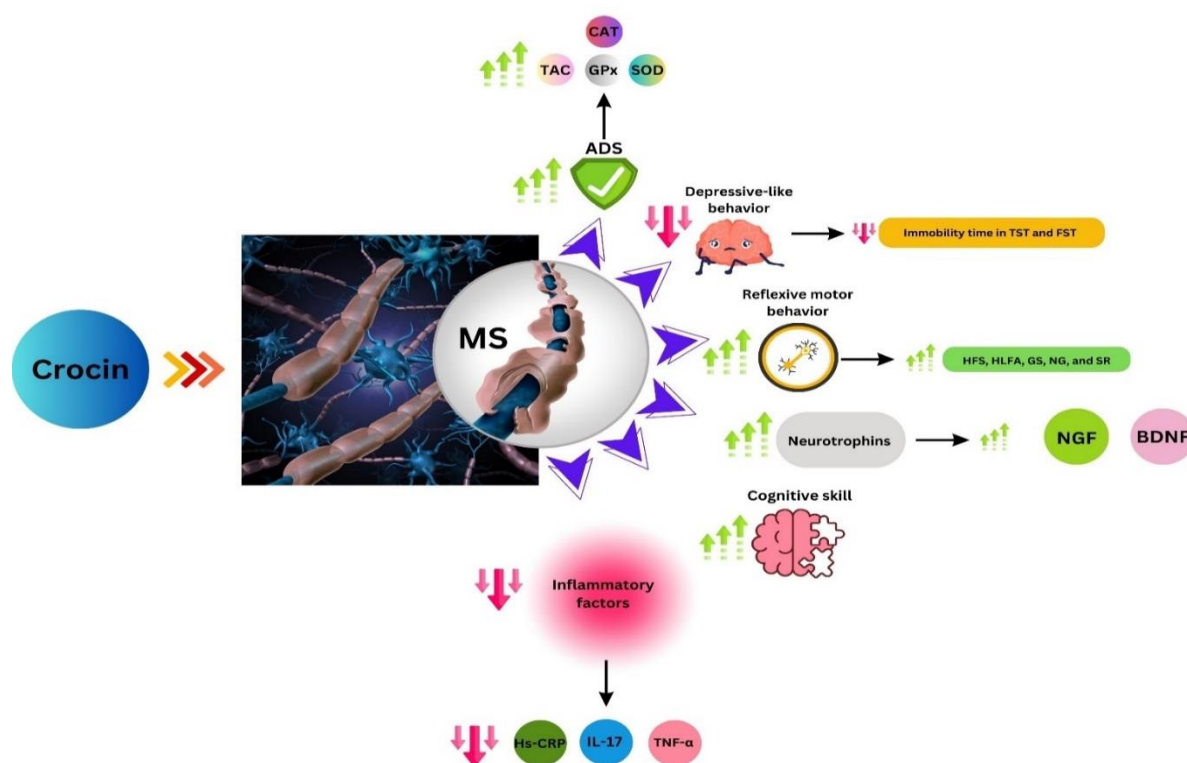 CAT
TAC
GPx
SOD
ADS
Depressive-like
behavior
Immobility time in TST and FST
Reflexive motor
behavior
HFS, HLFA, GS, NG, and SR
Crocin
MS
Neurotrophins
NGF
BDNF
Cognitive skill
Inflammatory
factors
Hs-CRP
IL-17
TNF-α